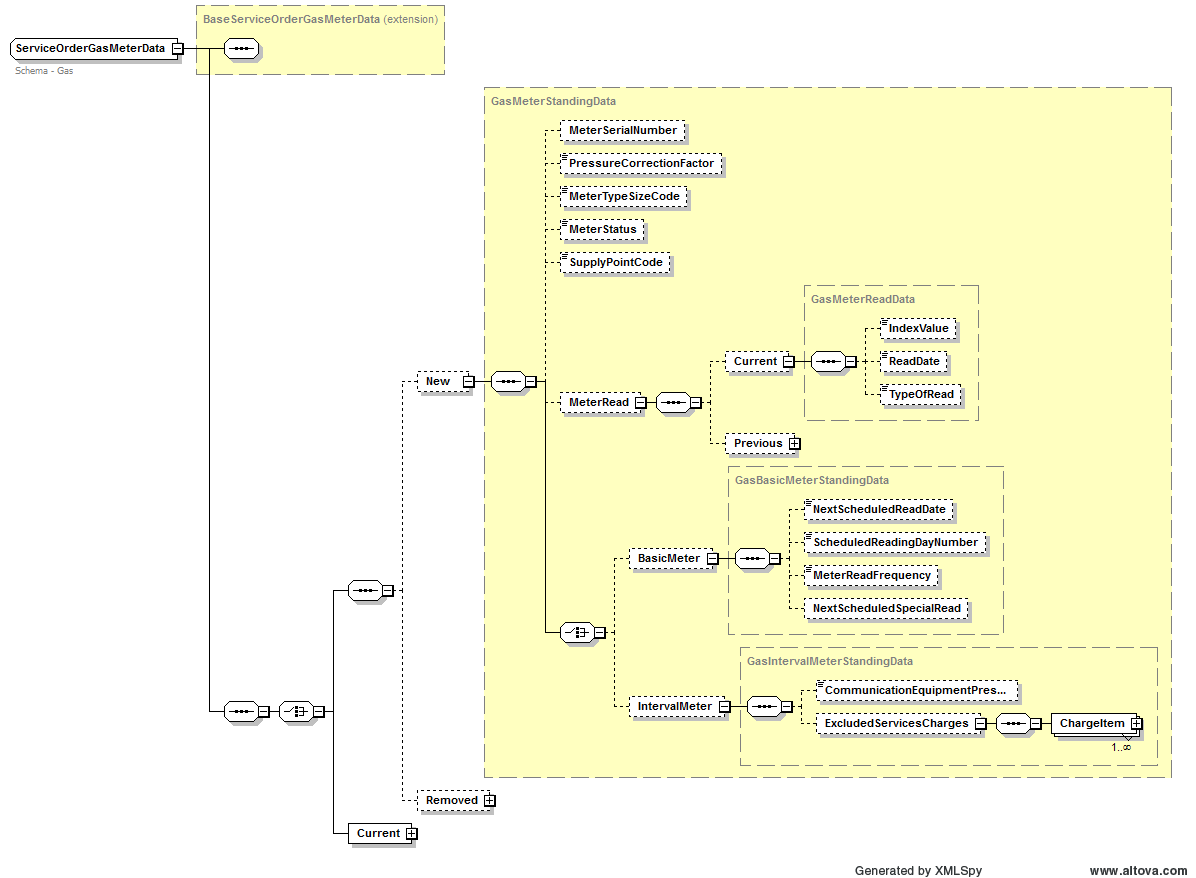 BaseServiceOrderGasMeterData (extension)
ServiceOrderGasMeterData
Schema - Gas
GasMeterStandingData
MeterSerialNumber
PressureCorrectionFactor
MeterTypeSizeCode
MeterStatus
SupplyPointCode
GasMeterReadData
IndexValue
Current
ReadDate
New
TypeOfRead
MeterRead
Previous
GasBasicMeterStandingData
NextScheduledReadDate
ScheduledReadingDayNumber
BasicMeter
MeterReadFrequency
NextScheduledSpecialRead
GasIntervalMeterStandingData
CommunicationEquipmentPres...
IntervalMeter
ExcludedServicesCharges
ChargeItem
1..∞
Removed
Current
Generated by XMLSpy
www.altova.com